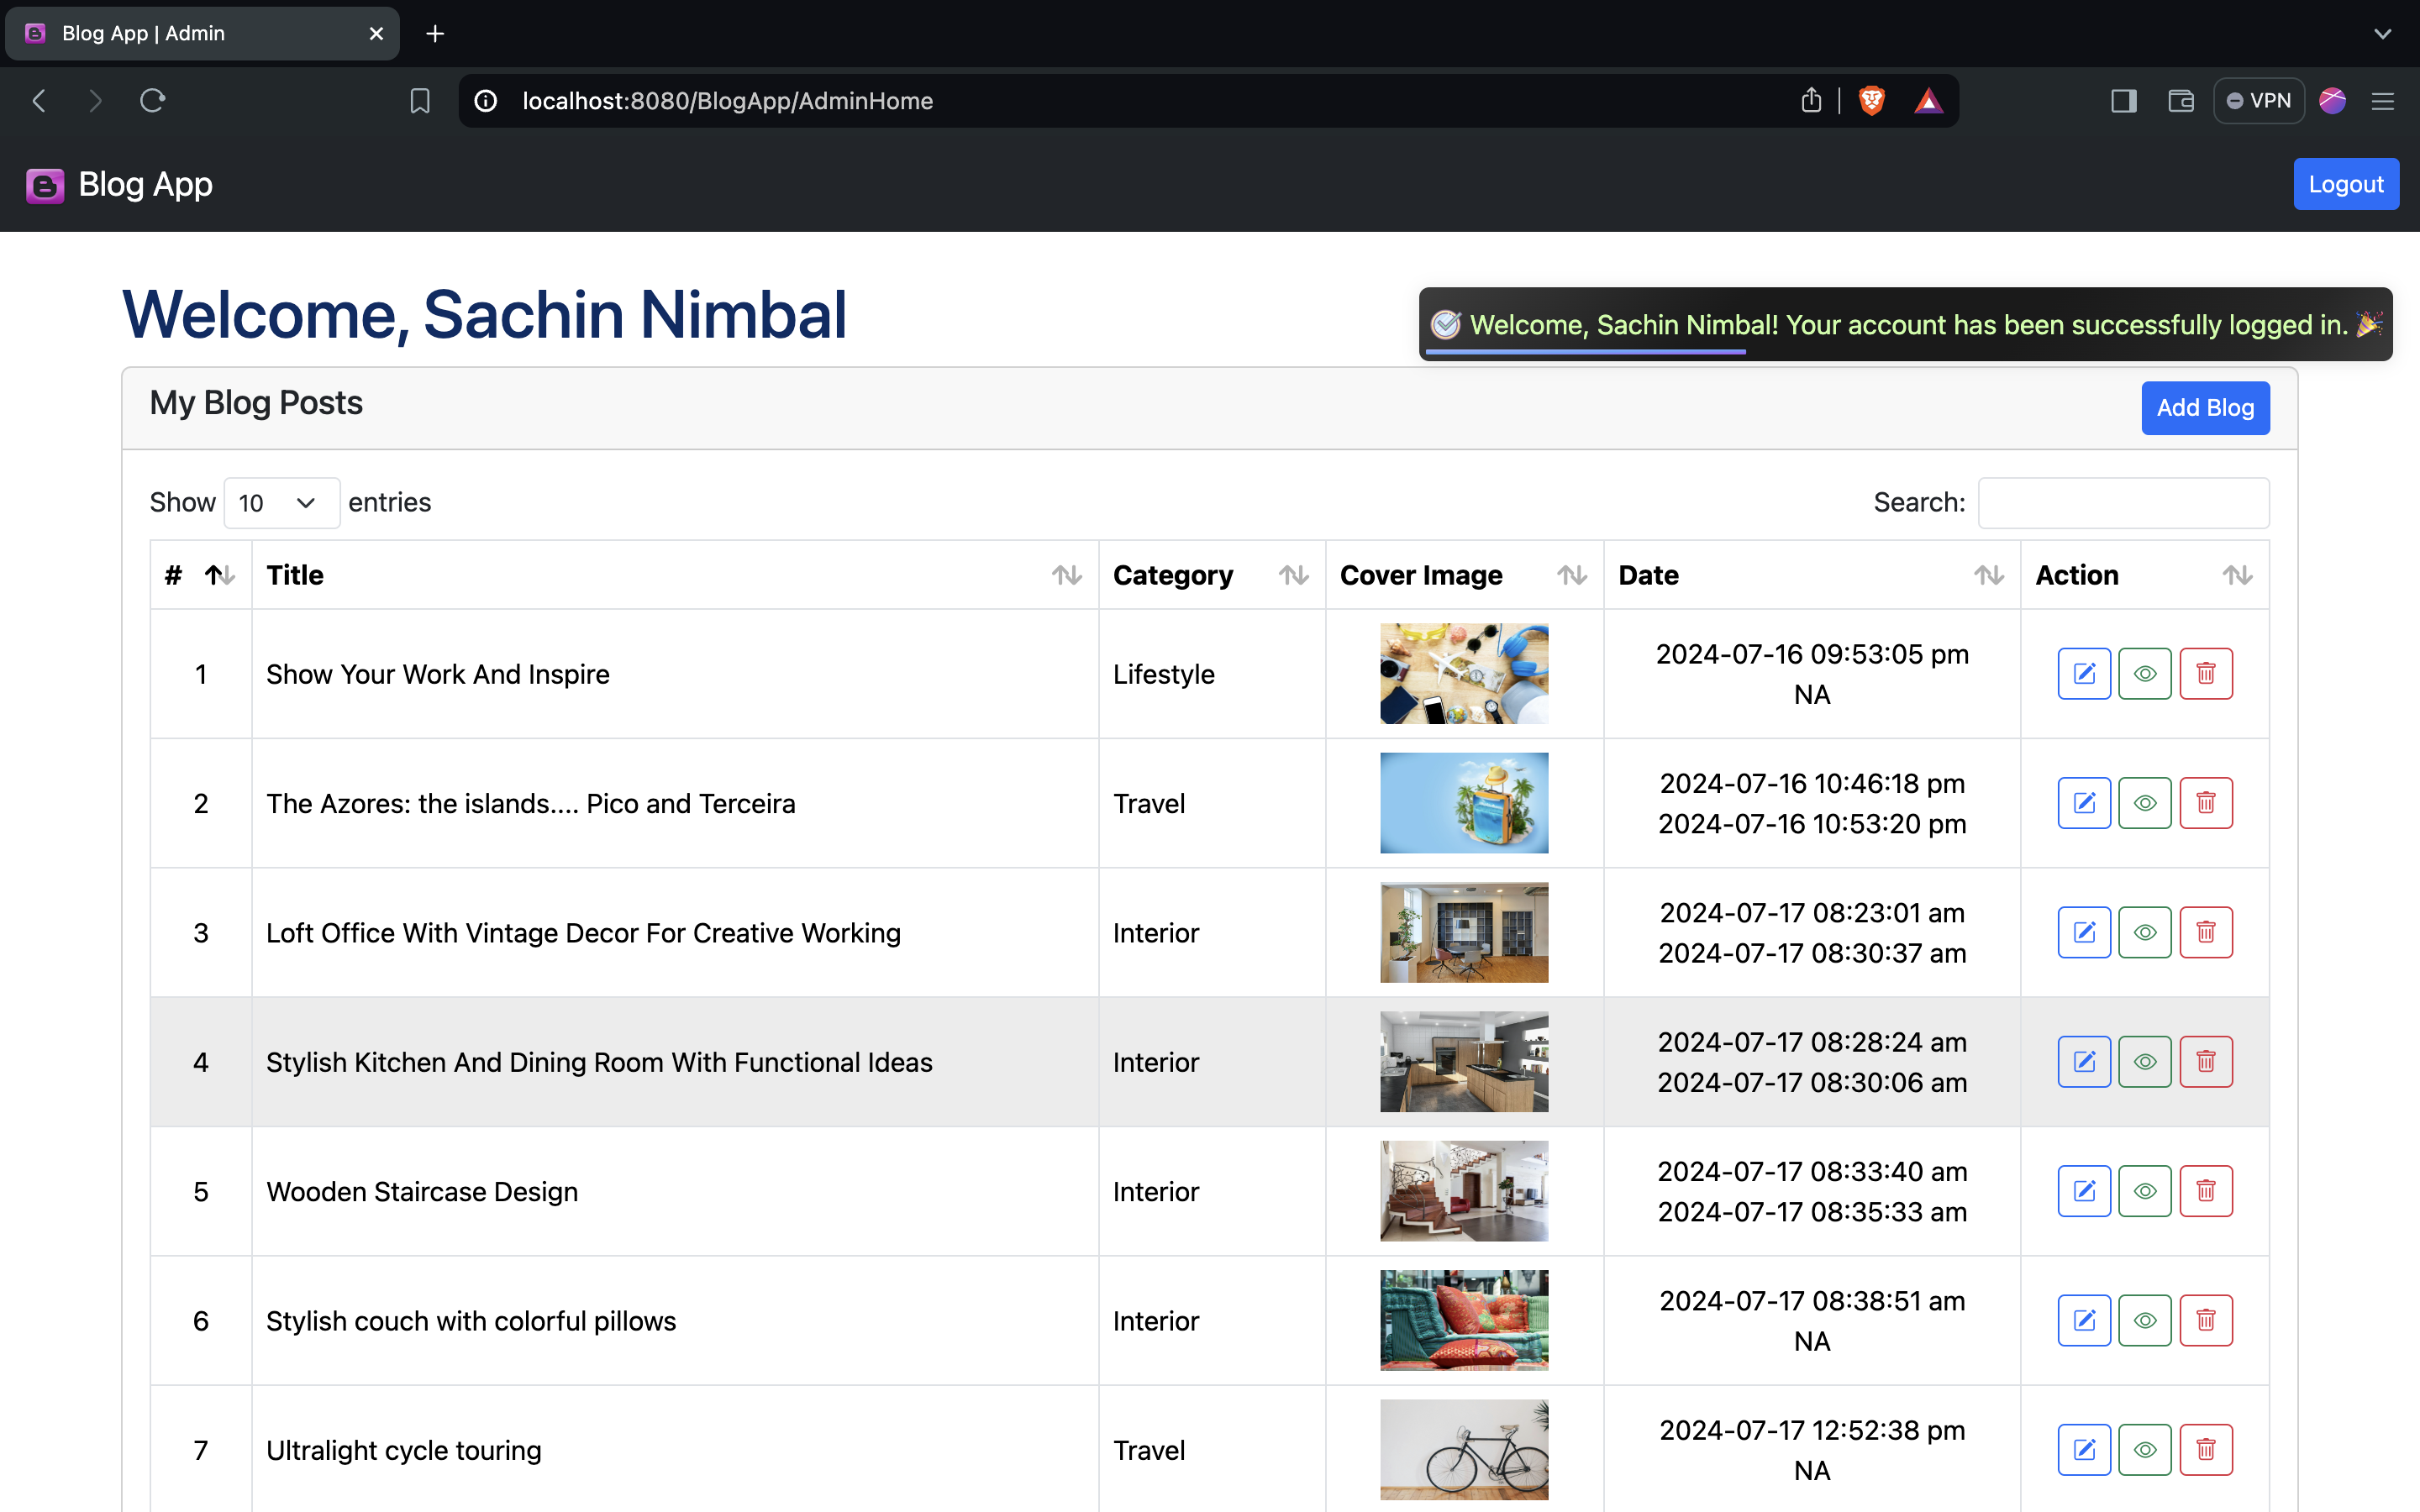 Blog App | Admin
localhost:8080/BlogApp/AdminHome
VPN
Blog App
Logout
Welcome, Sachin Nimbal
Welcome, Sachin Nimbal! Your account has been successfully logged in. 🎉
My Blog Posts
Add Blog
Show 10 entries
Search:
# Title Category Cover Image Date Action
1 Show Your Work And Inspire Lifestyle 2024-07-16 09:53:05 pm
NA
2 The Azores: the islands.... Pico and Terceira Travel 2024-07-16 10:46:18 pm
2024-07-16 10:53:20 pm
3 Loft Office With Vintage Decor For Creative Working Interior 2024-07-17 08:23:01 am
2024-07-17 08:30:37 am
4 Stylish Kitchen And Dining Room With Functional Ideas Interior 2024-07-17 08:28:24 am
2024-07-17 08:30:06 am
5 Wooden Staircase Design Interior 2024-07-17 08:33:40 am
2024-07-17 08:35:33 am
6 Stylish couch with colorful pillows Interior 2024-07-17 08:38:51 am
NA
7 Ultralight cycle touring Travel 2024-07-17 12:52:38 pm
NA